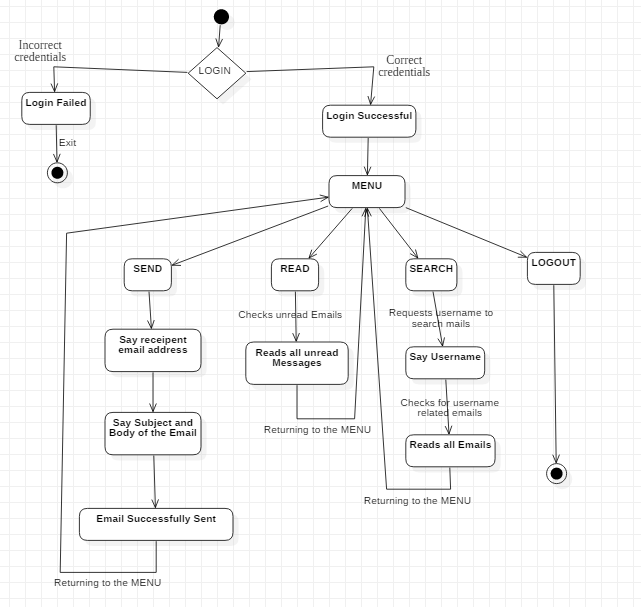 Incorrect
credentials
LOGIN
Correct
credentials
Login Failed
Login Successful
Exit
MENU
SEND
READ
SEARCH
LOGOUT
Checks unread Emails
Requests username to
search mails
Say receipent
email address
Reads all unread
Messages
Say Username
Checks for username
related emails
Say Subject and
Body of the Email
Returning to the MENU
Reads all Emails
Returning to the MENU
Email Successfully Sent
Returning to the MENU